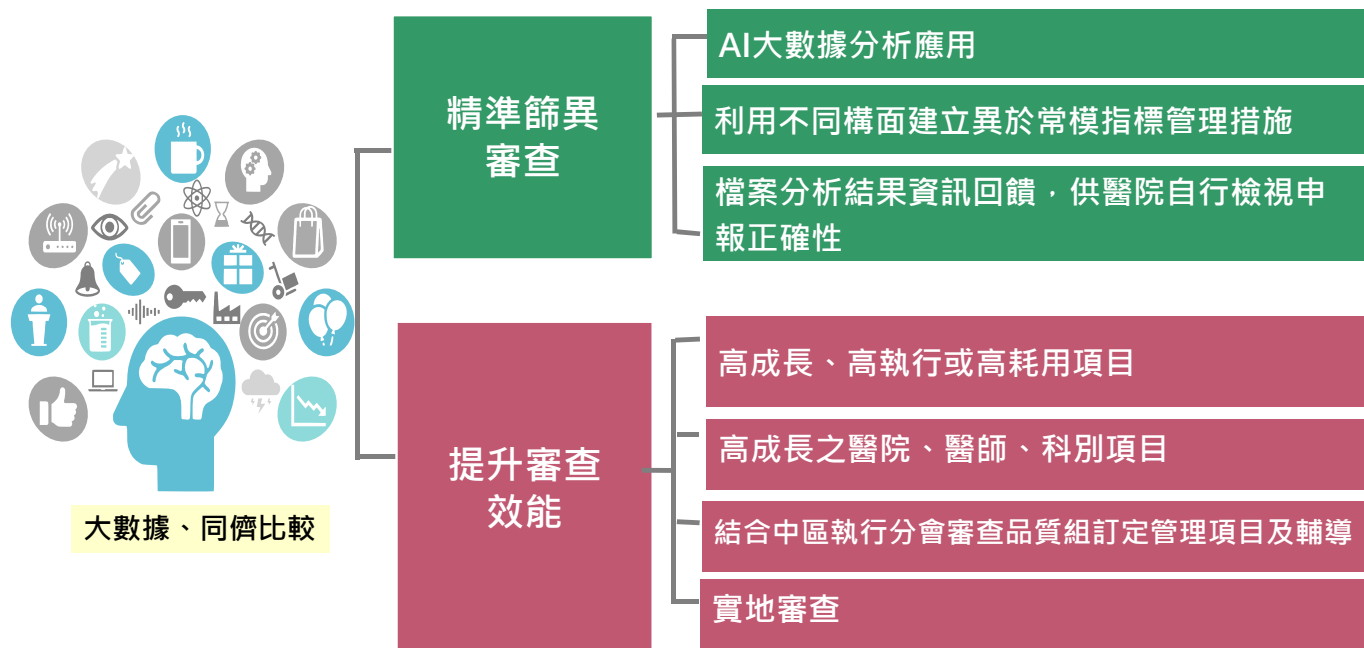 精準篩異
審查
AI大數據分析應用
利用不同構面建立異於常模指標管理措施
檔案分析結果資訊回饋，供醫院自行檢視申
報正確性
提升審查
效能
高成長、高執行或高耗用項目
高成長之醫院、醫師、科別項目
結合中區執行分會審查品質組訂定管理項目及輔導
實地審查
大數據、同儕比較